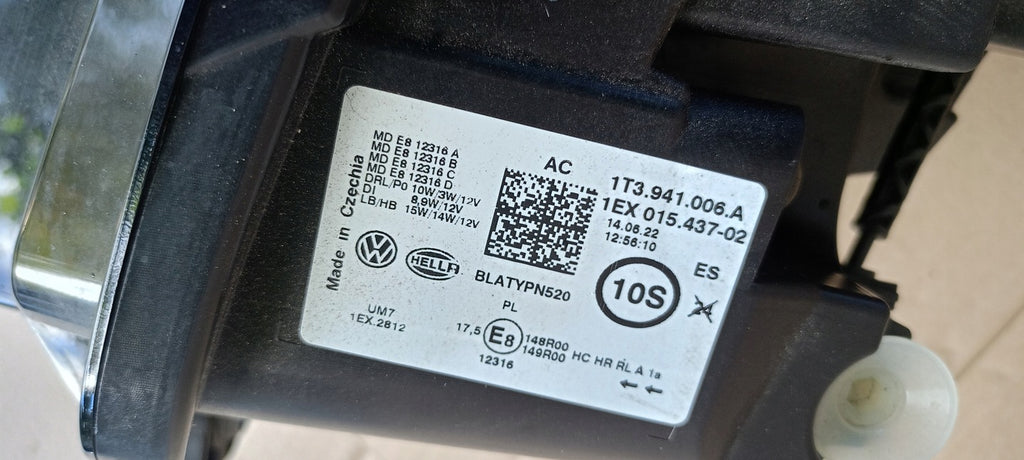 MD E8 12316 A
MD E8 12316 B
MD E8 12316 C
MD E8 12316 D
DRL/P0 10W/3W/12V
DI 8,9W/12V
LB/HB 15W/14W/12V
Made in Czechia
AC
1T3.941.006.A
1EX 015.437-02
14.06.22
12:56:10
VW
HELLA
BLATYPN520
10S
ES
PL
UM7
1EX.2812
17,5
E8
148R00
149R00
HC HR RL A 1a
12316